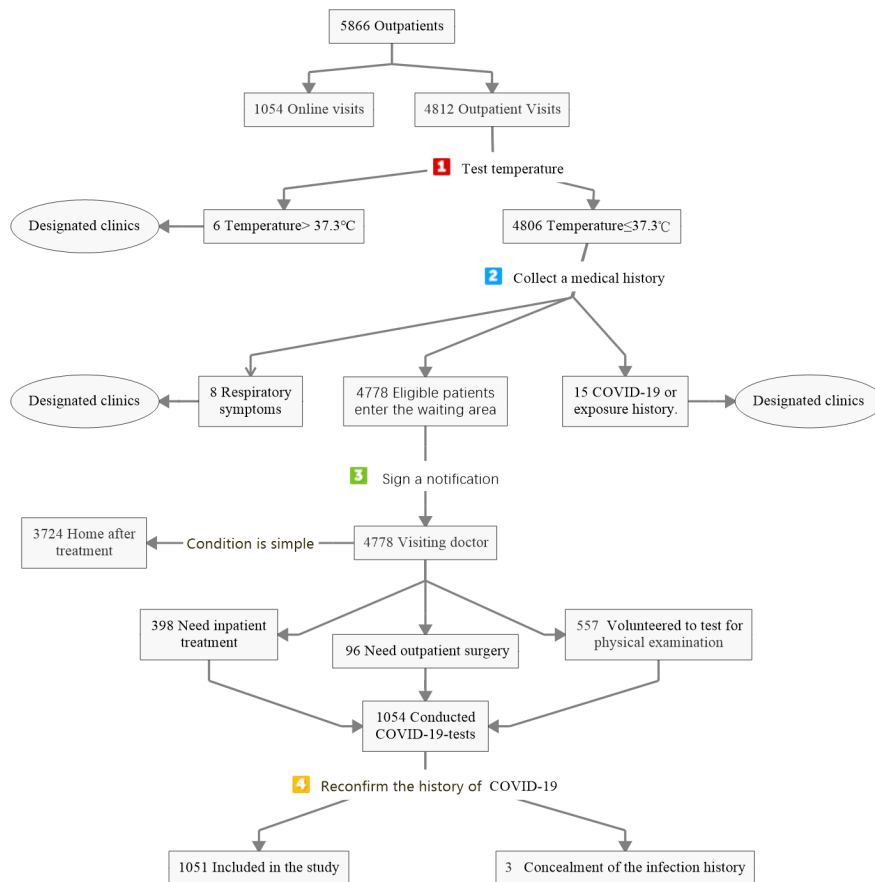 5866 Outpatients
1054 Online visits
4812 Outpatient Visits
1 Test temperature
Designated clinics
6 Temperature> 37.3℃
4806 Temperature≤37.3℃
2 Collect a medical history
Designated clinics
8 Respiratory
symptoms
4778 Eligible patients
enter the waiting area
15 COVID-19 or
exposure history.
Designated clinics
3 Sign a notification
3724 Home after
treatment
Condition is simple
4778 Visiting doctor
398 Need inpatient
treatment
96 Need outpatient surgery
557 Volunteered to test for
physical examination
1054 Conducted
COVID-19-tests
4 Reconfirm the history of COVID-19
1051 Included in the study
3 Concealment of the infection history